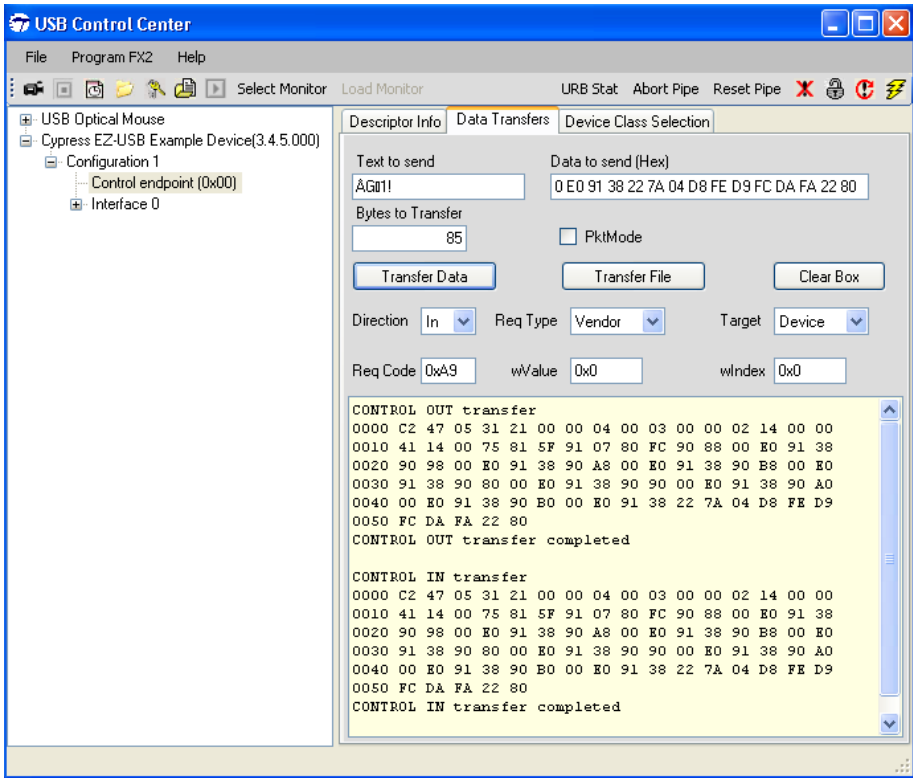 USB Control Center
File Program FX2 Help
Select Monitor Load Monitor URB Stat Abort Pipe Reset Pipe
USB Optical Mouse
Cypress EZ-USB Example Device(3.4.5.000)
Configuration 1
Control endpoint (0x00)
Interface 0
Descriptor Info Data Transfers Device Class Selection
Text to send Data to send (Hex)
0 E0 91 38 22 7A 04 D8 FE D9 FC DA FA 22 80
Bytes to Transfer
85 PktMode
Transfer Data Transfer File Clear Box
Direction In Req Type Vendor Target Device
Req Code 0xA9 wValue 0x0 wIndex 0x0
CONTROL OUT transfer
0000 C2 47 05 31 21 00 00 04 00 03 00 00 02 14 00 00
0010 41 14 00 75 81 5F 91 07 80 FC 90 88 00 E0 91 38
0020 90 98 00 E0 91 38 90 A8 00 E0 91 38 90 B8 00 E0
0030 91 38 90 80 00 E0 91 38 90 90 00 E0 91 38 90 A0
0040 00 E0 91 38 90 B0 00 E0 91 38 22 7A 04 D8 FE D9
0050 FC DA FA 22 80
CONTROL OUT transfer completed
CONTROL IN transfer
0000 C2 47 05 31 21 00 00 04 00 03 00 00 02 14 00 00
0010 41 14 00 75 81 5F 91 07 80 FC 90 88 00 E0 91 38
0020 90 98 00 E0 91 38 90 A8 00 E0 91 38 90 B8 00 E0
0030 91 38 90 80 00 E0 91 38 90 90 00 E0 91 38 90 A0
0040 00 E0 91 38 90 B0 00 E0 91 38 22 7A 04 D8 FE D9
0050 FC DA FA 22 80
CONTROL IN transfer completed